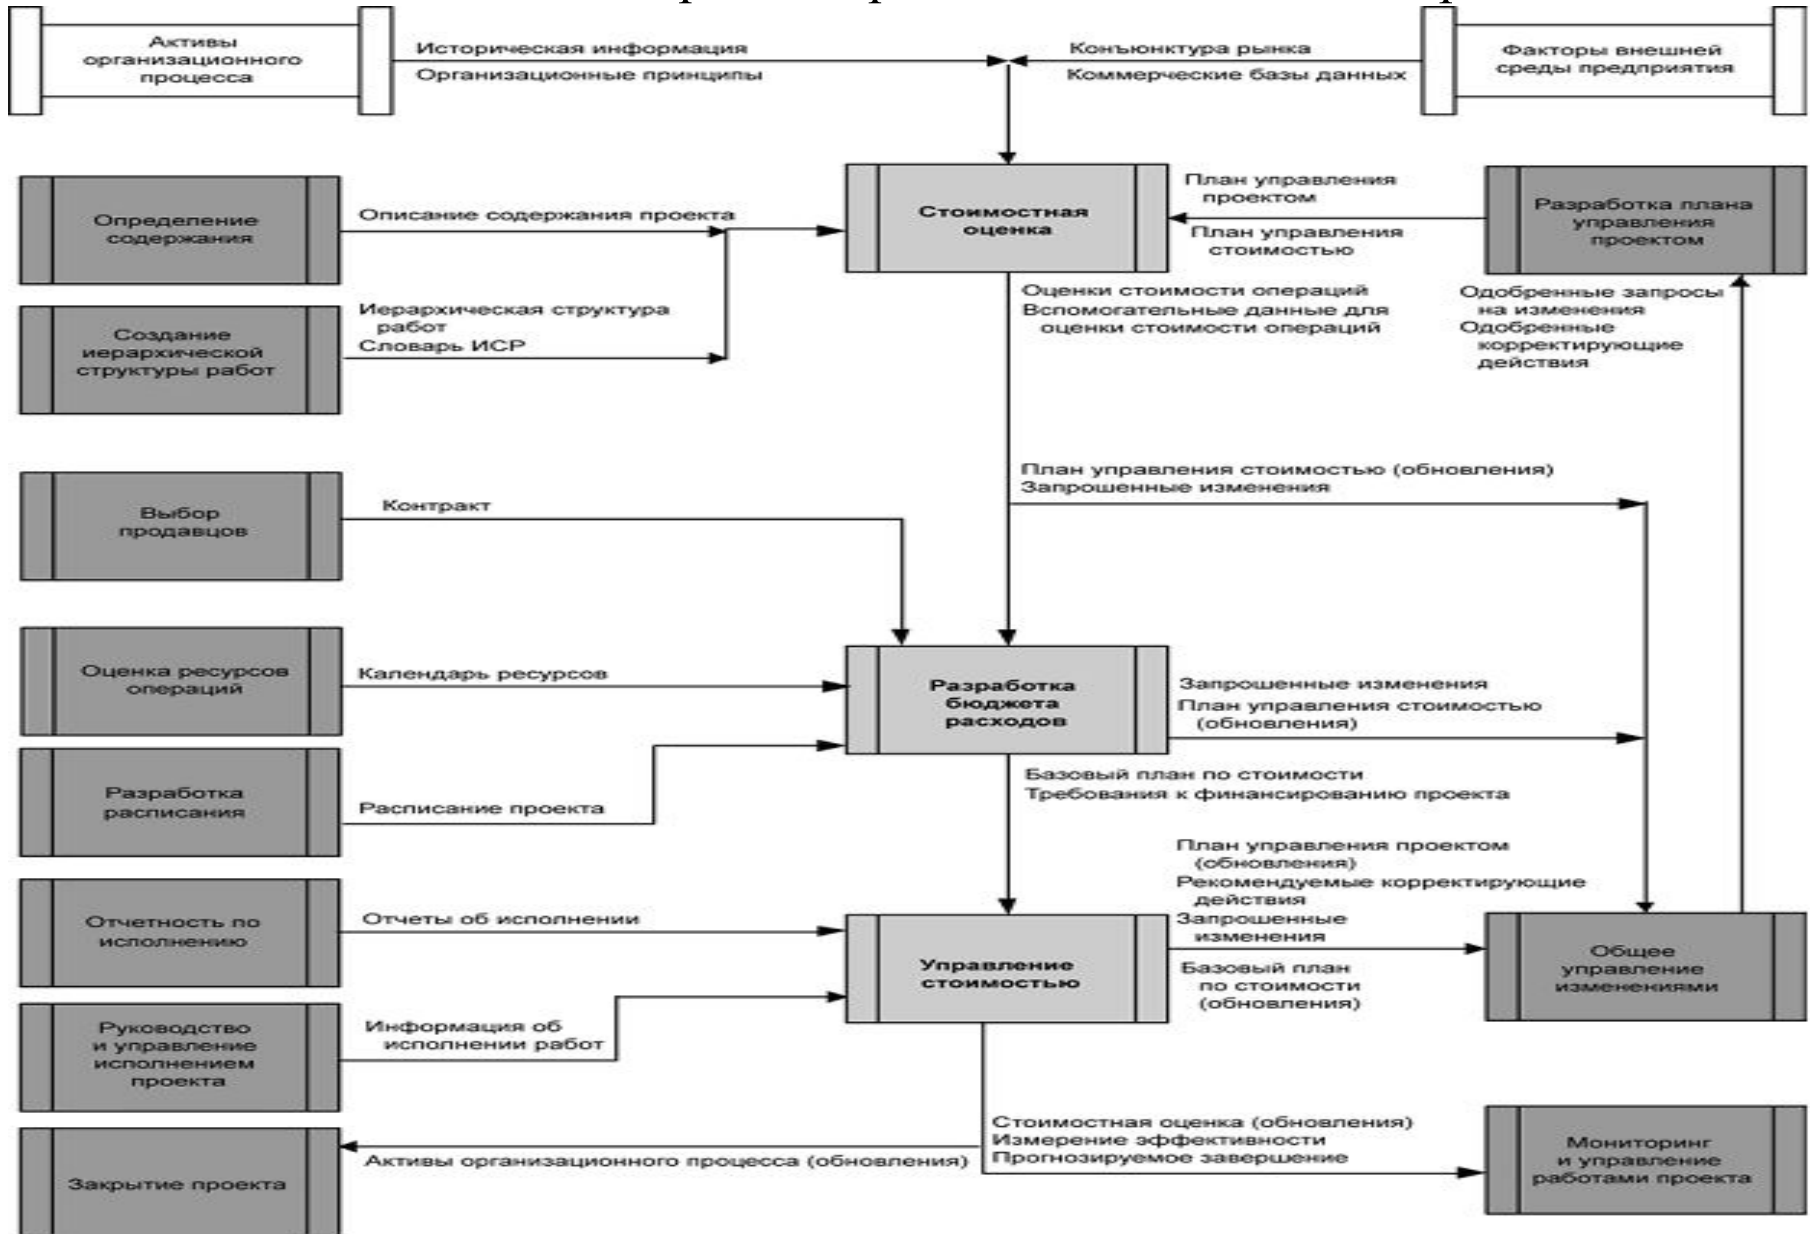 Активы
организационного
процесса
Историческая информация
Организационные принципы
Конъюнктура рынка
Коммерческие базы данных
Факторы внешней
среды предприятия
Определение
содержания
Описание содержания проекта
Стоимостная
оценка
План управления
проектом
План управления
стоимостью
Разработка плана
управления
проектом
Создание
иерархической
структуры работ
Иерархическая структура
работ
Словарь ИСР
Оценки стоимости операций
Вспомогательные данные для
оценки стоимости операций
Одобренные запросы
на изменения
Одобренные
корректирующие
действия
План управления стоимостью (обновления)
Запрошенные изменения
Выбор
продавцов
Контракт
Оценка ресурсов
операций
Календарь ресурсов
Разработка
бюджета
расходов
Запрошенные изменения
План управления стоимостью
(обновления)
Разработка
расписания
Расписание проекта
Базовый план по стоимости
Требования к финансированию проекта
План управления проектом
(обновления)
Рекомендуемые корректирующие
действия
Запрошенные
изменения
Базовый план
по стоимости
(обновления)
Отчетность по
исполнению
Отчеты об исполнении
Управление
стоимостью
Общее
управление
изменениями
Руководство
и управление
исполнением
проекта
Информация об
исполнении работ
Стоимостная оценка (обновления)
Измерение эффективности
Прогнозируемое завершение
Активы организационного процесса (обновления)
Закрытие проекта
Мониторинг
и управление
работами проекта